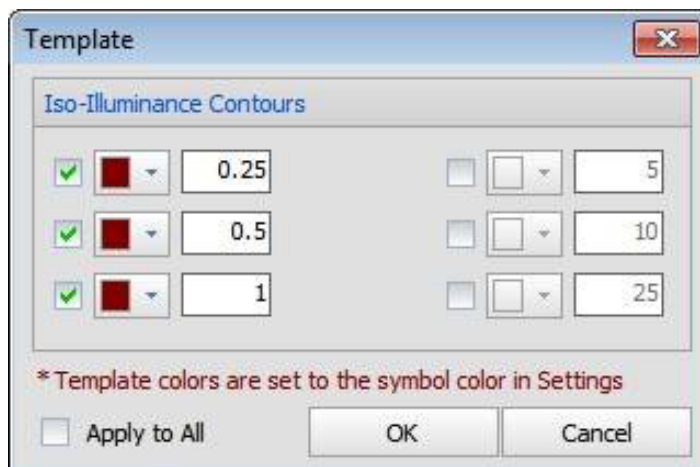 Template
Iso-Illuminance Contours
0.25 5
0.5 10
1 25
* Template colors are set to the symbol color in Settings
Apply to All OK Cancel